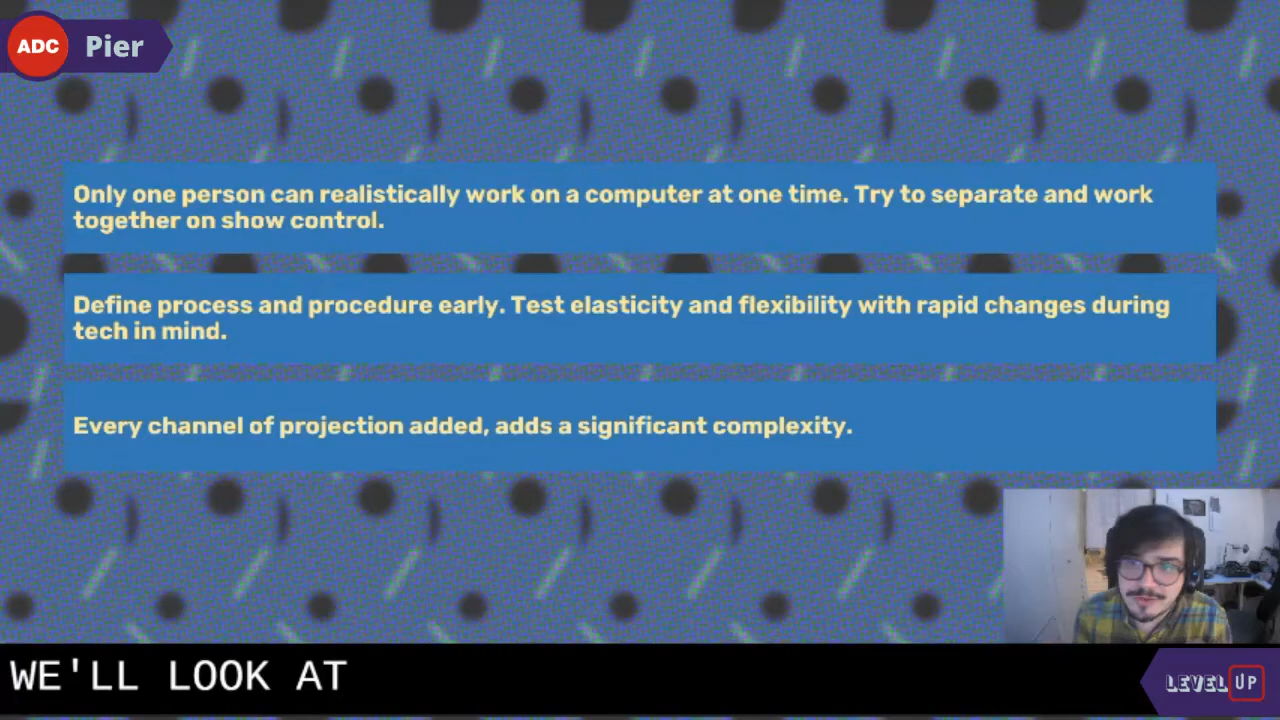 ADC Pier
Only one person can realistically work on a computer at one time. Try to separate and work
together on show control.
Define process and procedure early. Test elasticity and flexibility with rapid changes during
tech in mind.
Every channel of projection added, adds a significant complexity.
WE'LL LOOK AT
LEVEL UP